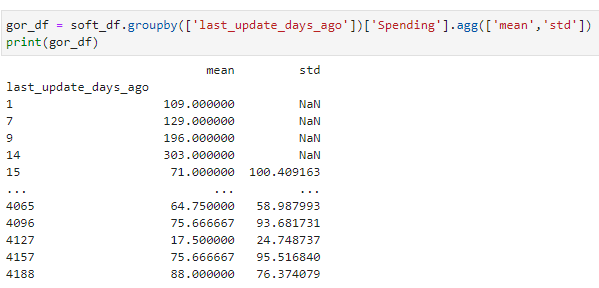 gor_df = soft_df.groupby(['last_update_days_ago'])['Spending'].agg(['mean','std'])
print(gor_df)
mean std
last_update_days_ago
1 109.000000 NaN
7 129.000000 NaN
9 196.000000 NaN
14 303.000000 NaN
15 71.000000 100.409163
... ... ...
4065 64.750000 58.987993
4096 75.666667 93.681731
4127 17.500000 24.748737
4157 75.666667 95.516840
4188 88.000000 76.374079